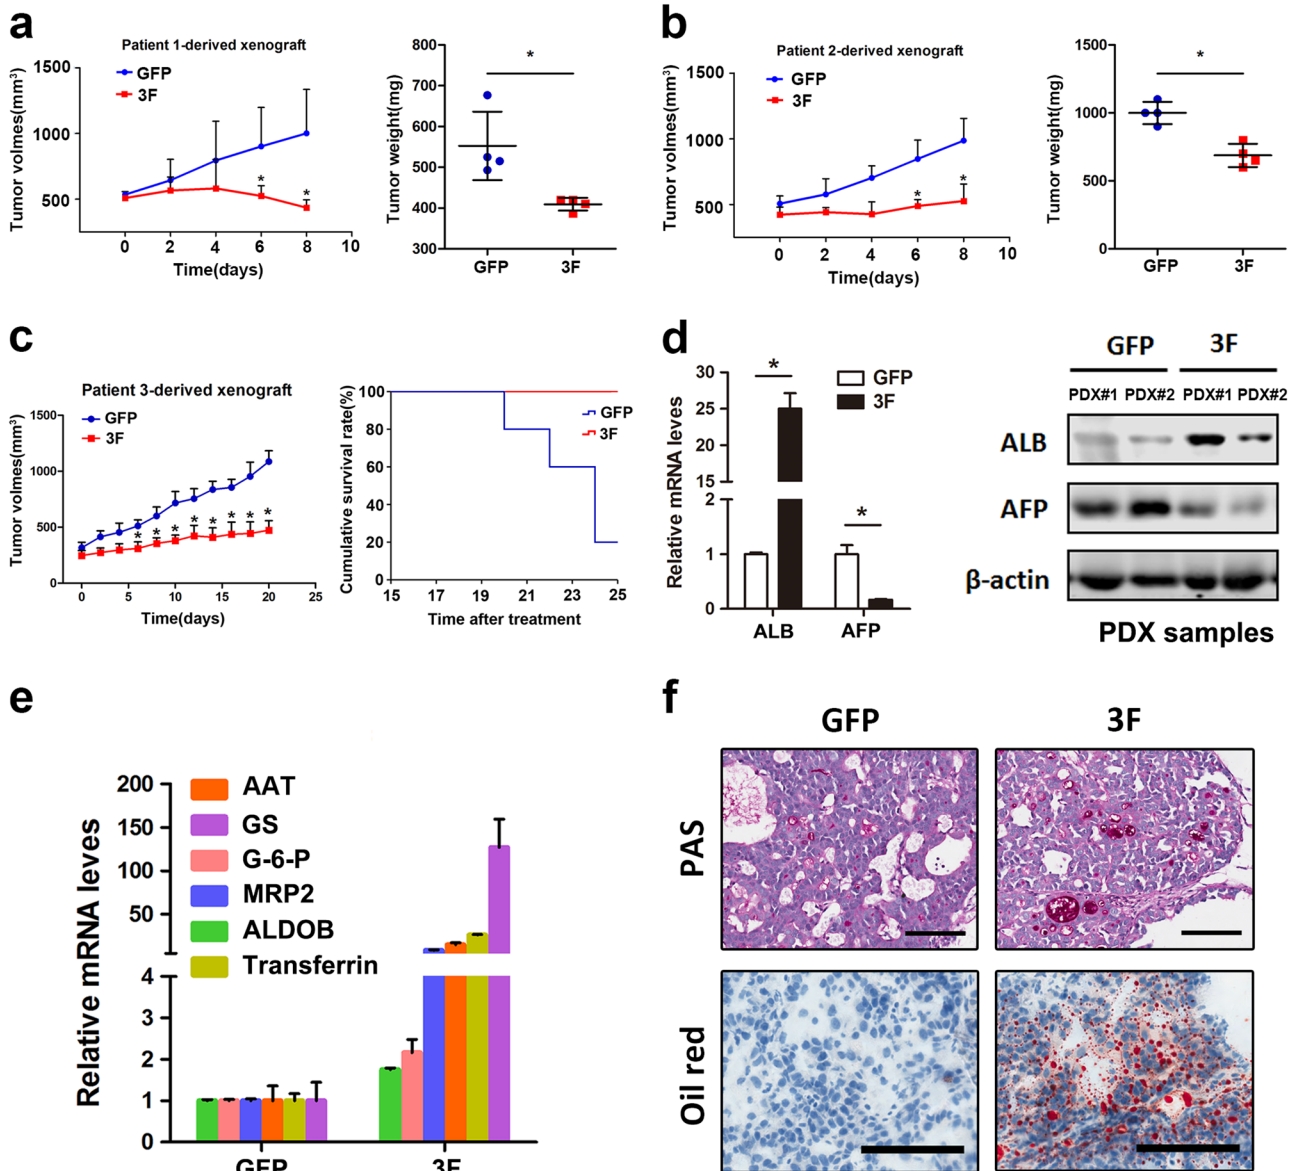 a
Patient 1-derived xenograft
Tumor volmes(mm³)
1500
1000
500
GFP
3F
*
*
0 2 4 6 8 10
Time(days)
Tumor weight(mg)
800
700
600
500
400
300
*
GFP 3F
b
Patient 2-derived xenograft
Tumor volmes(mm³)
1500
1000
500
GFP
3F
*
*
0 2 4 6 8 10
Time(days)
Tumor weight(mg)
1500
1000
500
0
*
GFP 3F
c
Patient 3-derived xenograft
Tumor volmes(mm³)
1500
1000
500
0
GFP
3F
* * * * * * * *
0 5 10 15 20 25
Time(days)
Cumulative survival rate(%)
100
80
60
40
20
0
GFP
3F
15 17 19 21 23 25
Time after treatment
d
Relative mRNA leves
30
25
20
15
2
1
0
*
*
GFP
3F
ALB AFP
GFP 3F
PDX#1 PDX#2 PDX#1 PDX#2
ALB
AFP
β-actin
PDX samples
e
Relative mRNA leves
200
150
100
50
4
3
2
1
0
AAT
GS
G-6-P
MRP2
ALDOB
Transferrin
GFP 3F
f
GFP 3F
PAS
Oil red